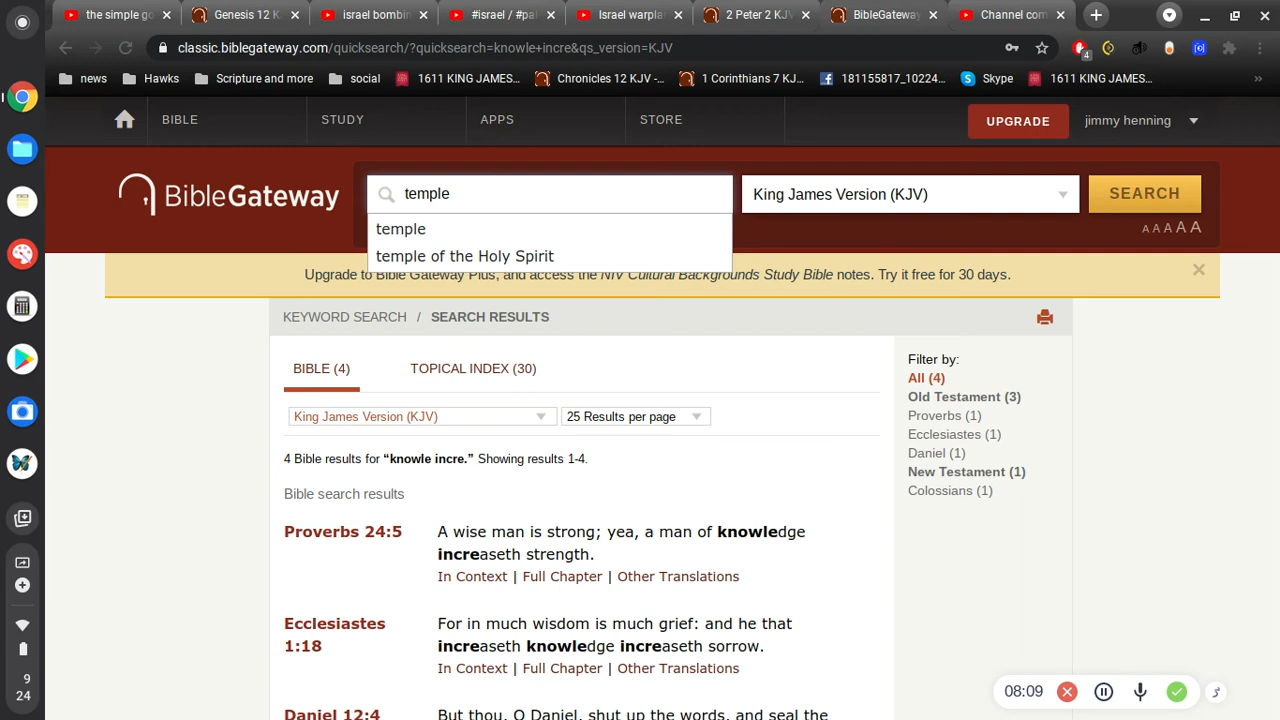 the simple go
Genesis 12 K
israel bombin
#israel / #pal
Israel warplan
2 Peter 2 KJV
BibleGateway
Channel com
classic.biblegateway.com/quicksearch/?quicksearch=knowle+incre&qs_version=KJV
4
news
Hawks
Scripture and more
social
1611 KING JAMES...
Chronicles 12 KJV -...
1 Corinthians 7 KJ...
181155817_10224...
Skype
1611 KING JAMES...
»
BIBLE
STUDY
APPS
STORE
UPGRADE
jimmy henning
BibleGateway
temple
King James Version (KJV)
SEARCH
A A A A A
temple
temple of the Holy Spirit
Upgrade to Bible Gateway Plus, and access the NIV Cultural Backgrounds Study Bible notes. Try it free for 30 days.
KEYWORD SEARCH / SEARCH RESULTS
BIBLE (4)
TOPICAL INDEX (30)
King James Version (KJV)
25 Results per page
4 Bible results for “knowle incre.” Showing results 1-4.
Bible search results
Proverbs 24:5
A wise man is strong; yea, a man of knowledge
increaseth strength.
In Context | Full Chapter | Other Translations
Ecclesiastes
1:18
For in much wisdom is much grief: and he that
increaseth knowledge increaseth sorrow.
In Context | Full Chapter | Other Translations
Daniel 12:4
But thou, O Daniel, shut up the words, and seal the
Filter by:
All (4)
Old Testament (3)
Proverbs (1)
Ecclesiastes (1)
Daniel (1)
New Testament (1)
Colossians (1)
08:09
9
24